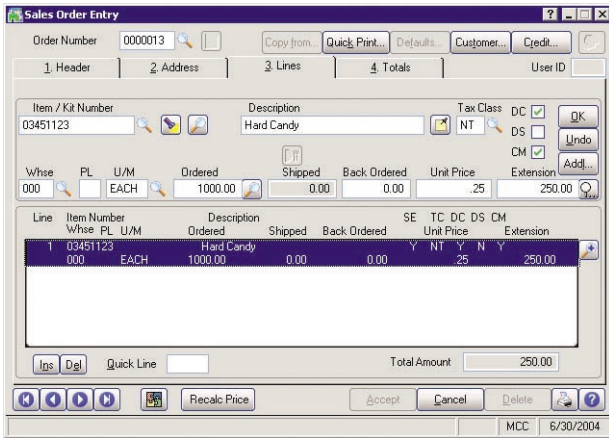 Sales Order Entry
Order Number 0000013 Copy from... Quick Print... Defaults... Customer... Credit...
1. Header 2. Address 3. Lines 4. Totals User ID
Item / Kit Number Description Tax Class DC OK
03451123 Hard Candy NT DS Undo
CM
Whse PL U/M Ordered Shipped Back Ordered Unit Price Extension Addl...
000 EACH 1000.00 0.00 0.00 .25 250.00
Line Item Number Description SE TC DC DS CM
Whse PL U/M Ordered Shipped Back Ordered Unit Price Extension
1 03451123 Hard Candy Y NT Y N Y
000 EACH 1000.00 0.00 0.00 .25 250.00
Ins Del Quick Line Total Amount 250.00
Recalc Price Accept Cancel Delete
MCC 6/30/2004